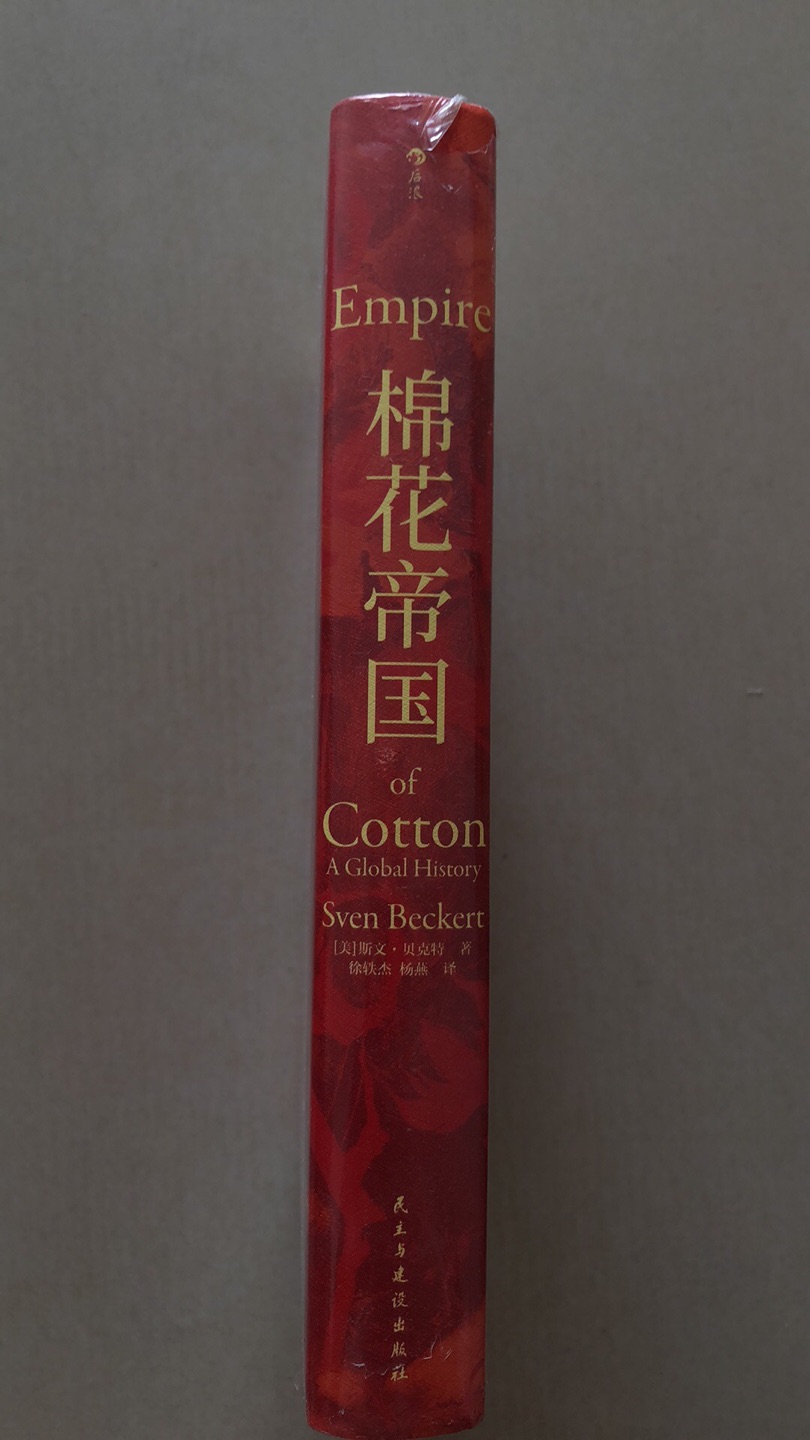 后浪
Empire
棉花帝国
of
Cotton
A Global History
Sven Beckert
[美]斯文·贝克特 著
徐轶杰 杨燕 译
民主与建设出版社